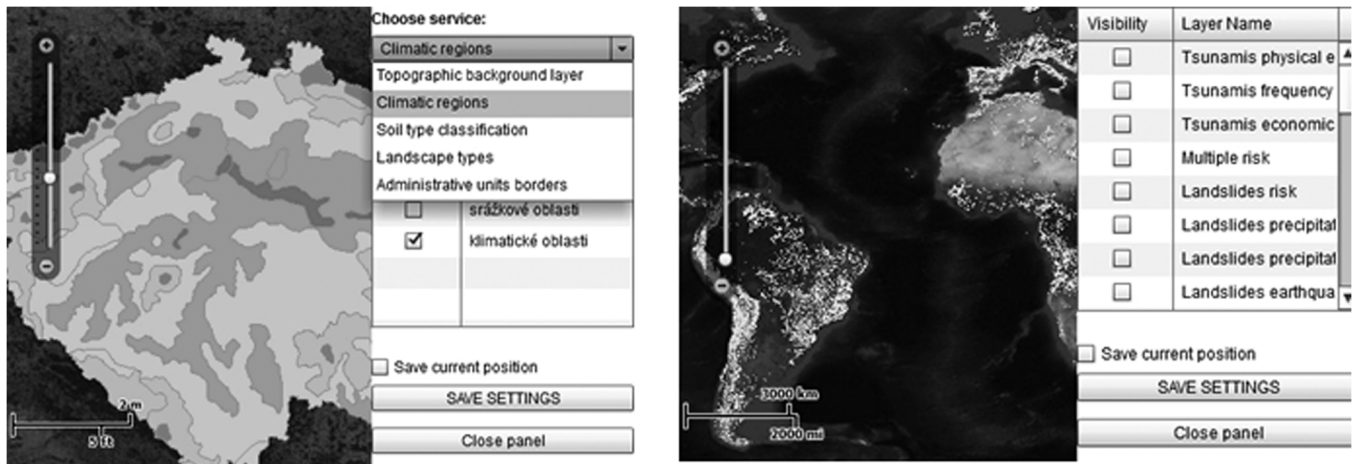 Choose service:
Climatic regions
Topographic background layer
Climatic regions
Soil type classification
Landscape types
Administrative units borders
srážkové oblasti
klimatické oblasti
Save current position
SAVE SETTINGS
Close panel
2 m
5 ft
Visibility Layer Name
Tsunamis physical e
Tsunamis frequency
Tsunamis economic
Multiple risk
Landslides risk
Landslides precipitat
Landslides precipitat
Landslides earthqua
Save current position
SAVE SETTINGS
Close panel
3000 km
2000 mi